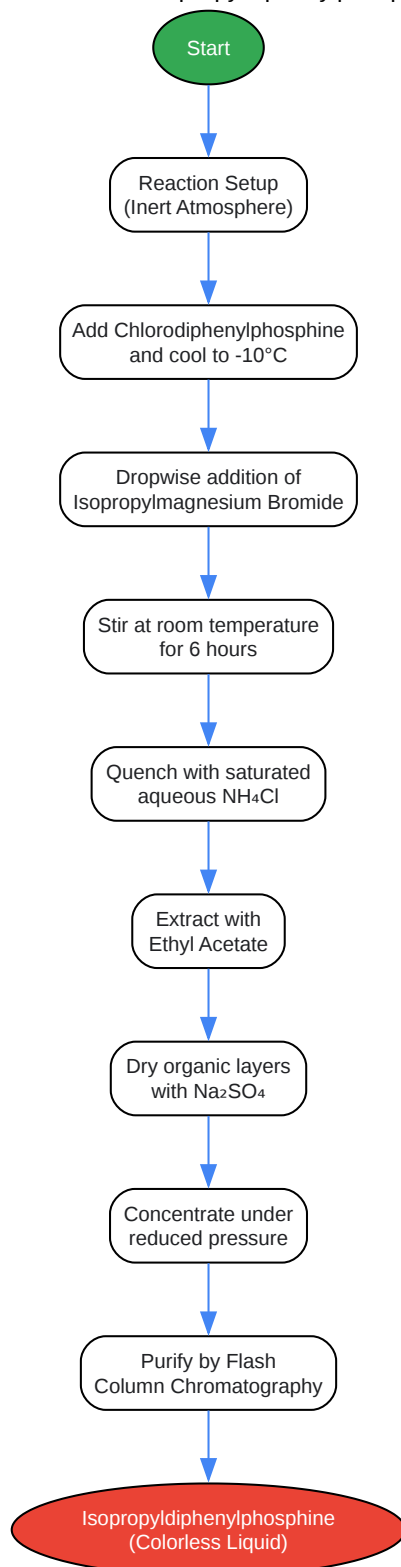 Start
Reaction Setup
(Inert Atmosphere)
Add Chlorodiphenylphosphine
and cool to -10°C
Dropwise addition of
Isopropylmagnesium Bromide
Stir at room temperature
for 6 hours
Quench with saturated
aqueous NH₄Cl
Extract with
Ethyl Acetate
Dry organic layers
with Na₂SO₄
Concentrate under
reduced pressure
Purify by Flash
Column Chromatography
Isopropyldiphenylphosphine
(Colorless Liquid)